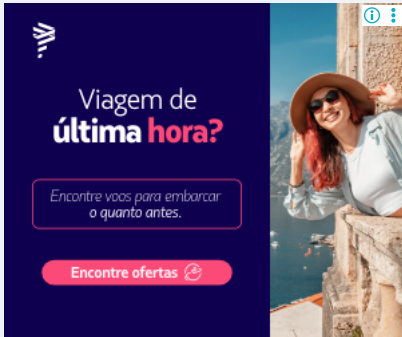 Viagem de
última hora?
Encontre voos para embarcar
o quanto antes.
Encontre ofertas